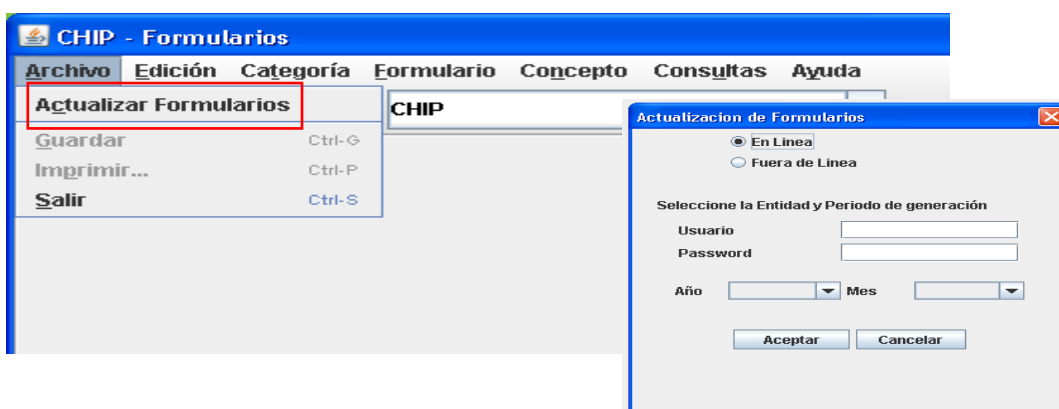 CHIP - Formularios
Archivo Edición Categoría Formulario Concepto Consultas Ayuda
Actualizar Formularios
CHIP
Guardar Ctrl-G
Imprimir... Ctrl-P
Salir Ctrl-S
Actualizacion de Formularios
En Linea
Fuera de Linea
Seleccione la Entidad y Periodo de generación
Usuario
Password
Año Mes
Aceptar Cancelar